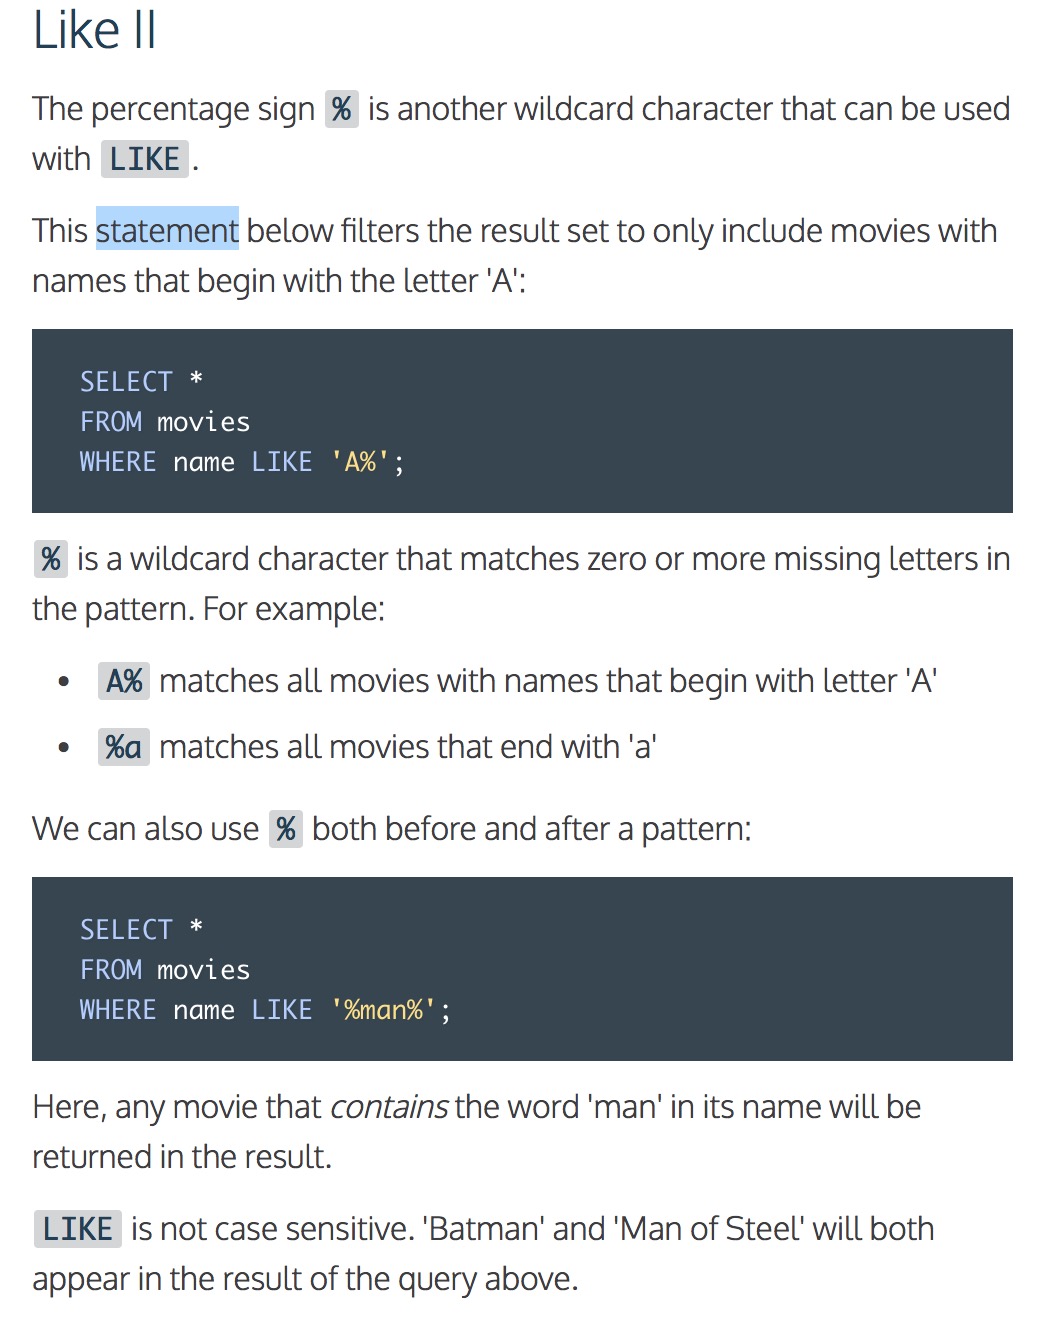 Like II
The percentage sign % is another wildcard character that can be used
with LIKE .
This statement below filters the result set to only include movies with
names that begin with the letter 'A':
SELECT *
FROM movies
WHERE name LIKE 'A%';
% is a wildcard character that matches zero or more missing letters in
the pattern. For example:
• A% matches all movies with names that begin with letter 'A'
• %a matches all movies that end with 'a'
We can also use % both before and after a pattern:
SELECT *
FROM movies
WHERE name LIKE '%man%';
Here, any movie that contains the word 'man' in its name will be
returned in the result.
LIKE is not case sensitive. 'Batman' and 'Man of Steel' will both
appear in the result of the query above.